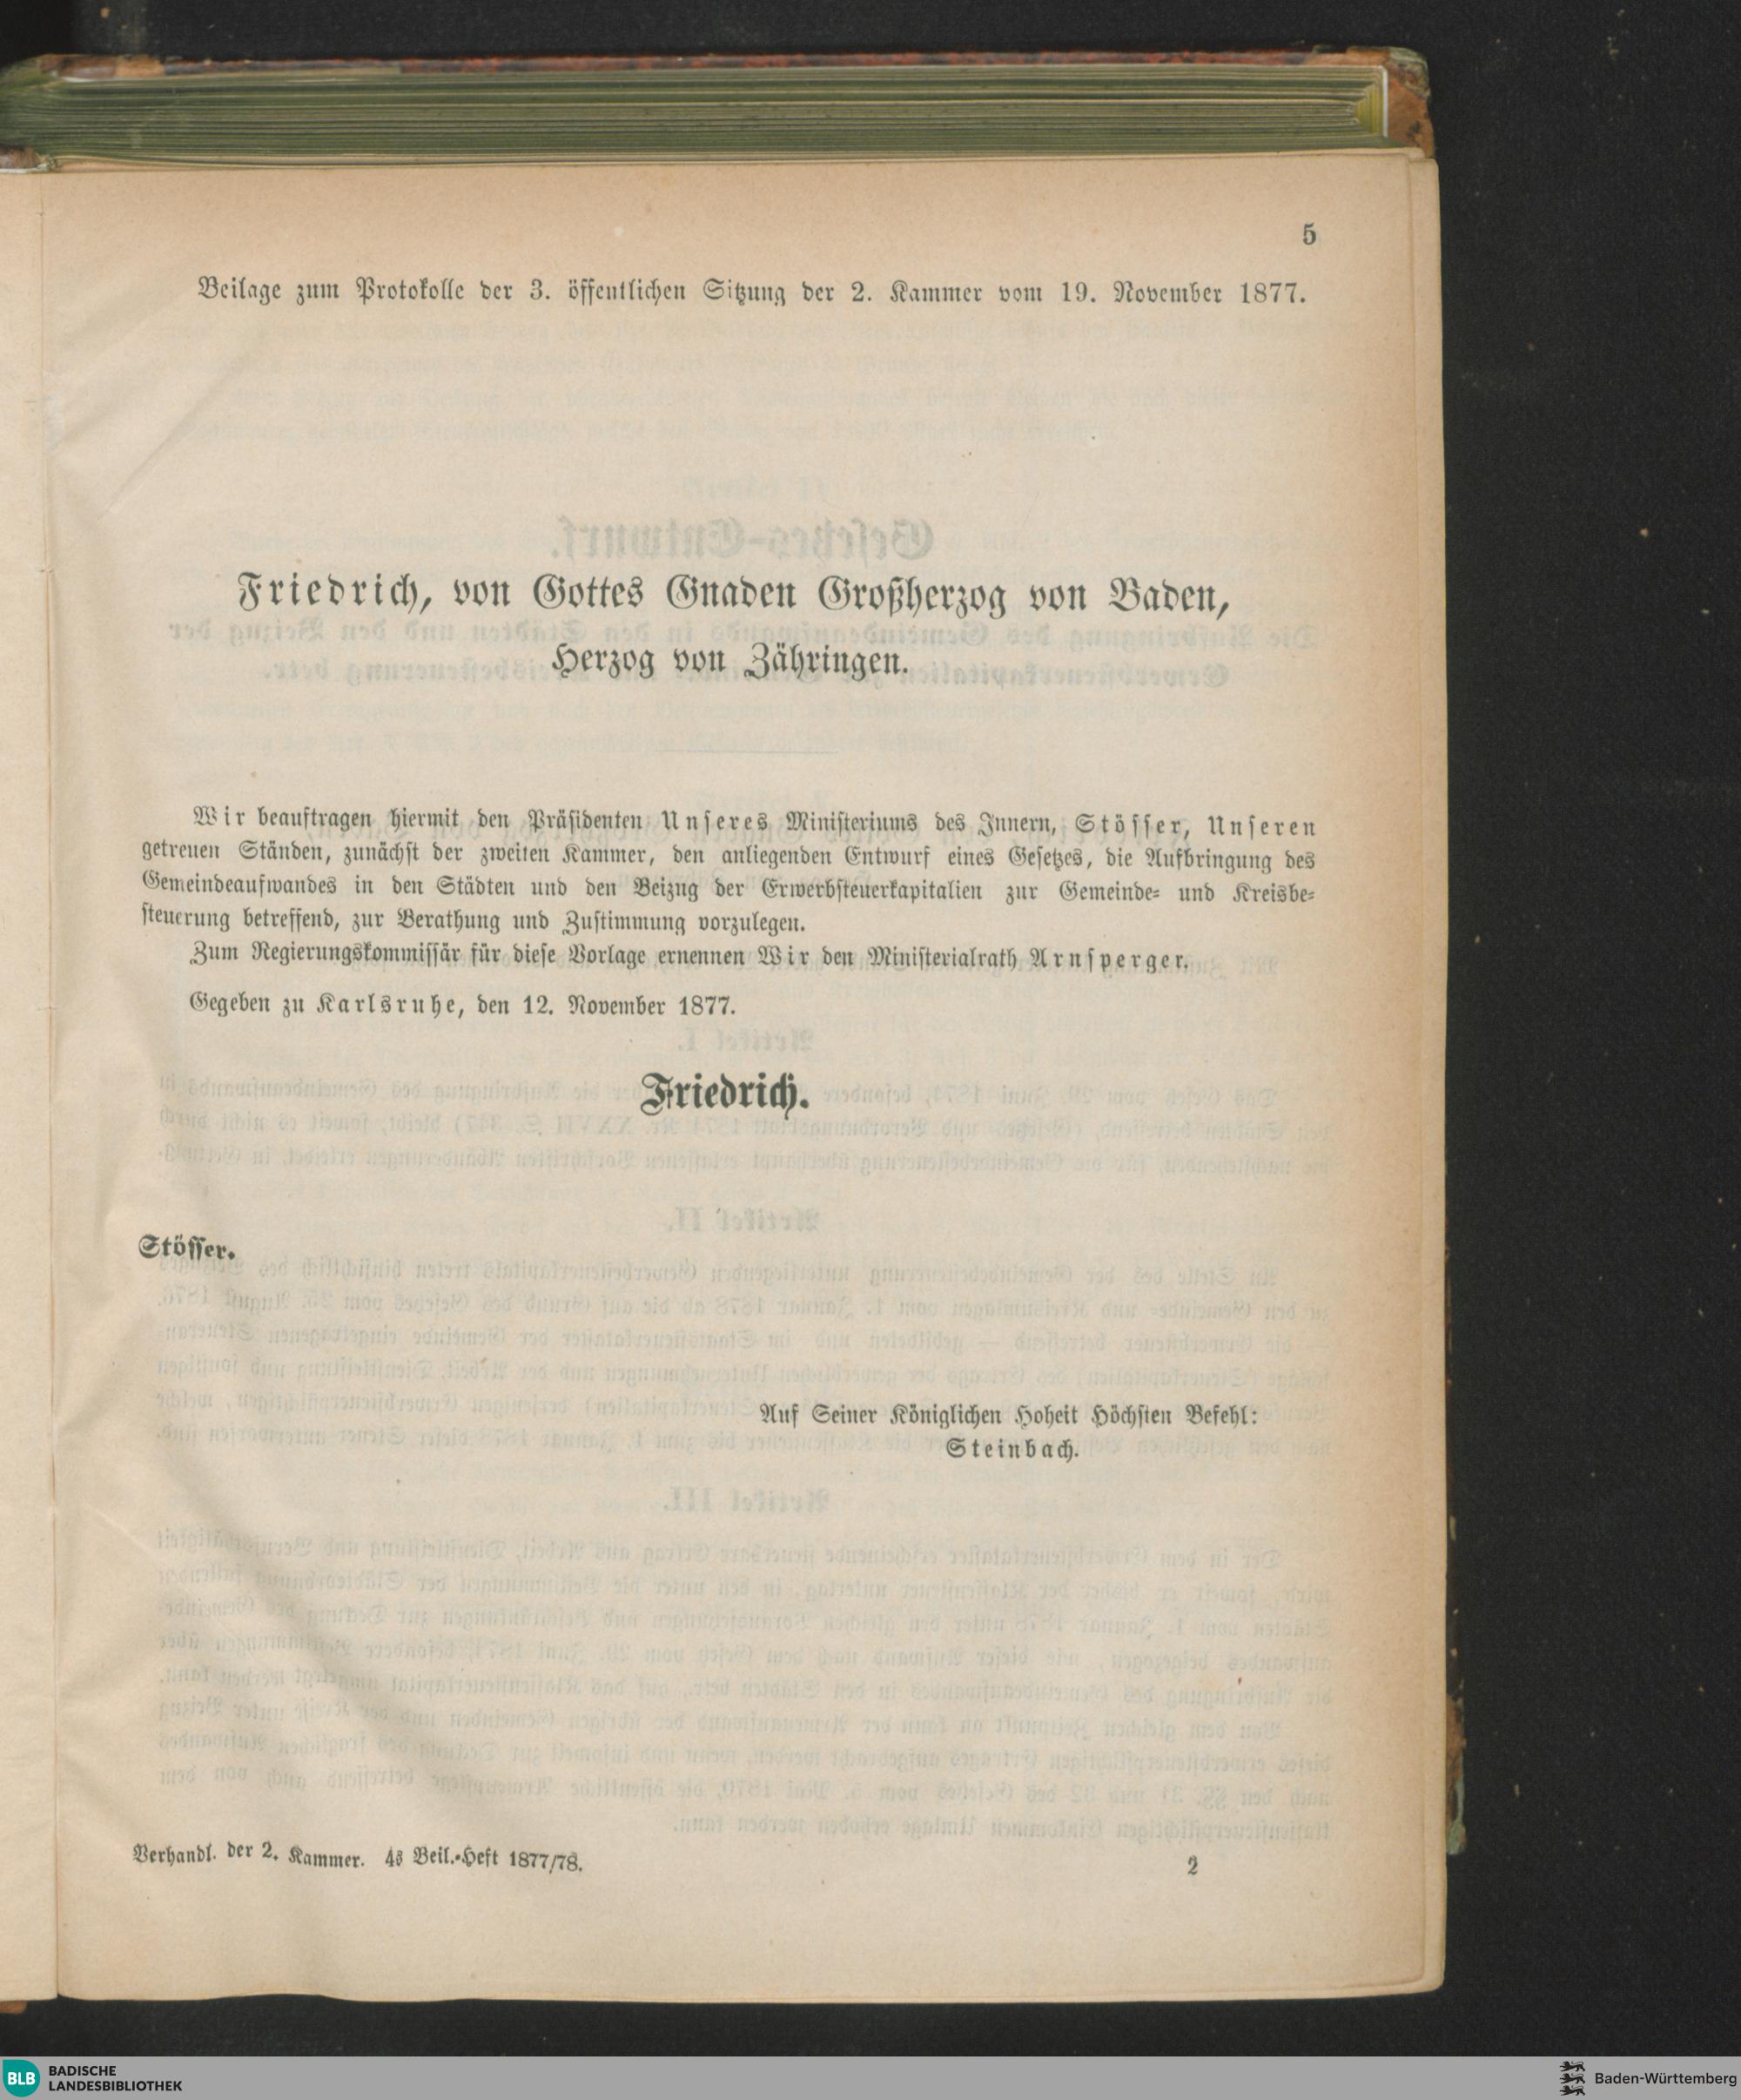 5
Beilage zum Protokolle der 3. öffentlichen Sitzung der 2. Kammer vom 19. November 1877.
Friedrich, von Gottes Gnaden Großherzog von Baden,
Herzog von Zähringen.
Wir beauftragen hiermit den Präsidenten Unseres Ministeriums des Innern, Stösser, Unseren
getreuen Ständen, zunächst der zweiten Kammer, den anliegenden Entwurf eines Gesetzes, die Aufbringung des
Gemeindeaufwandes in den Städten und den Beizug der Erwerbsteuerkapitalien zur Gemeinde- und Kreisbe-
steuerung betreffend, zur Berathung und Zustimmung vorzulegen.
Zum Regierungskommissär für diese Vorlage ernennen Wir den Ministerialrath Arnsperger.
Gegeben zu Karlsruhe, den 12. November 1877.
Friedrich.
Stösser.
Auf Seiner Königlichen Hoheit Höchsten Befehl:
Steinbach.
Verhandl. der 2. Kammer. 4s Beil.-Heft 1877/78.
2
BLB BADISCHE
LANDESBIBLIOTHEK
Baden-Württemberg